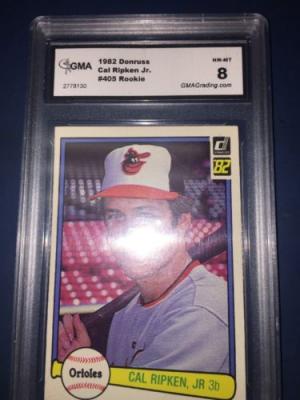 GMA
1982 Donruss
Cal Ripken Jr.
#405 Rookie
2778130
NM-MT
8
GMAGrading.com
d
'82
Orioles
CAL RIPKEN, JR 3b